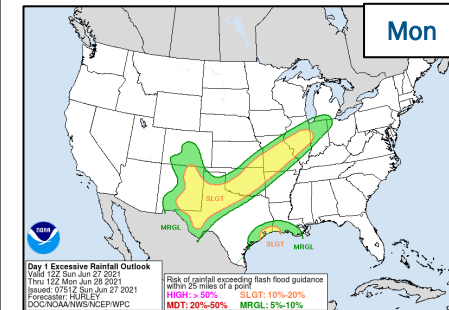 Mon
SLGT
MRGL
SLGT
MRGL
NOAA
Day 1 Excessive Rainfall Outlook
Valid 12Z Sun Jun 27 2021
Thru 12Z Mon Jun 28 2021
Issued: 0751Z Sun Jun 27 2021
Forecaster: HURLEY
DOC/NOAA/NWS/NCEP/WPC
Risk of rainfall exceeding flash flood guidance
within 25 miles of a point
HIGH: > 50% SLGT: 10%-20%
MDT: 20%-50% MRGL: 5%-10%